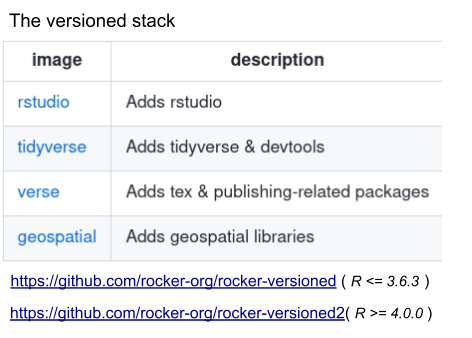 The versioned stack
image description
rstudio Adds rstudio
tidyverse Adds tidyverse & devtools
verse Adds tex & publishing-related packages
geospatial Adds geospatial libraries
https://github.com/rocker-org/rocker-versioned ( R <= 3.6.3 )
https://github.com/rocker-org/rocker-versioned2( R >= 4.0.0 )